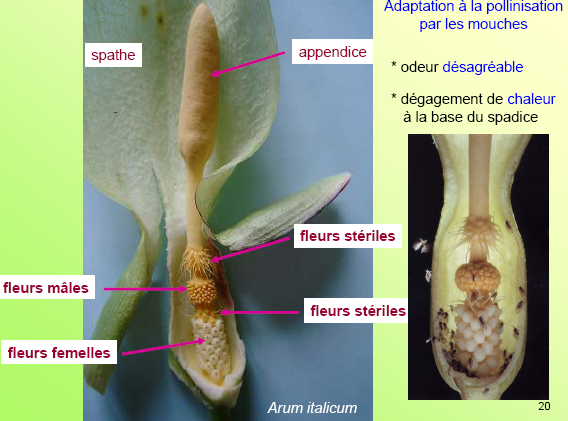 Adaptation à la pollinisation
par les mouches
spathe
appendice
* odeur désagréable
* dégagement de chaleur
à la base du spadice
fleurs stériles
fleurs mâles
fleurs stériles
fleurs femelles
Arum italicum
20